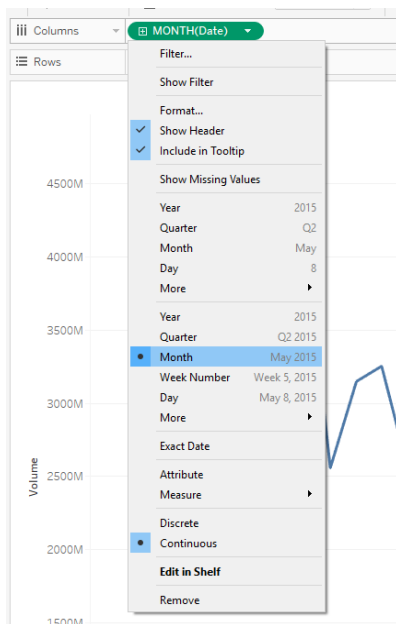 Columns
MONTH(Date)
Rows
Filter...
Show Filter
Format...
Show Header
Include in Tooltip
Show Missing Values
Year 2015
Quarter Q2
Month May
Day 8
More
Year 2015
Quarter Q2 2015
Month May 2015
Week Number Week 5, 2015
Day May 8, 2015
More
Exact Date
Attribute
Measure
Discrete
Continuous
Edit in Shelf
Remove
4500M
4000M
3500M
3000M
2500M
2000M
1500M
Volume